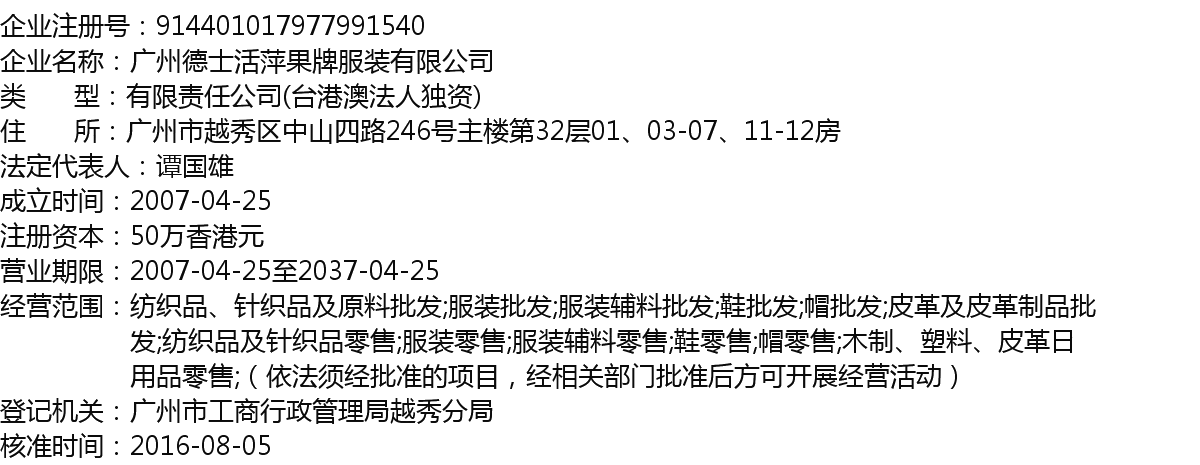 企业注册号：914401017977991540
企业名称：广州德士活萍果牌服装有限公司
类 型：有限责任公司(台港澳法人独资)
住 所：广州市越秀区中山四路246号主楼第32层01、03-07、11-12房
法定代表人：谭国雄
成立时间：2007-04-25
注册资本：50万香港元
营业期限：2007-04-25至2037-04-25
经营范围：纺织品、针织品及原料批发;服装批发;服装辅料批发;鞋批发;帽批发;皮革及皮革制品批
发;纺织品及针织品零售;服装零售;服装辅料零售;鞋零售;帽零售;木制、塑料、皮革日
用品零售;（依法须经批准的项目，经相关部门批准后方可开展经营活动）
登记机关：广州市工商行政管理局越秀分局
核准时间：2016-08-05